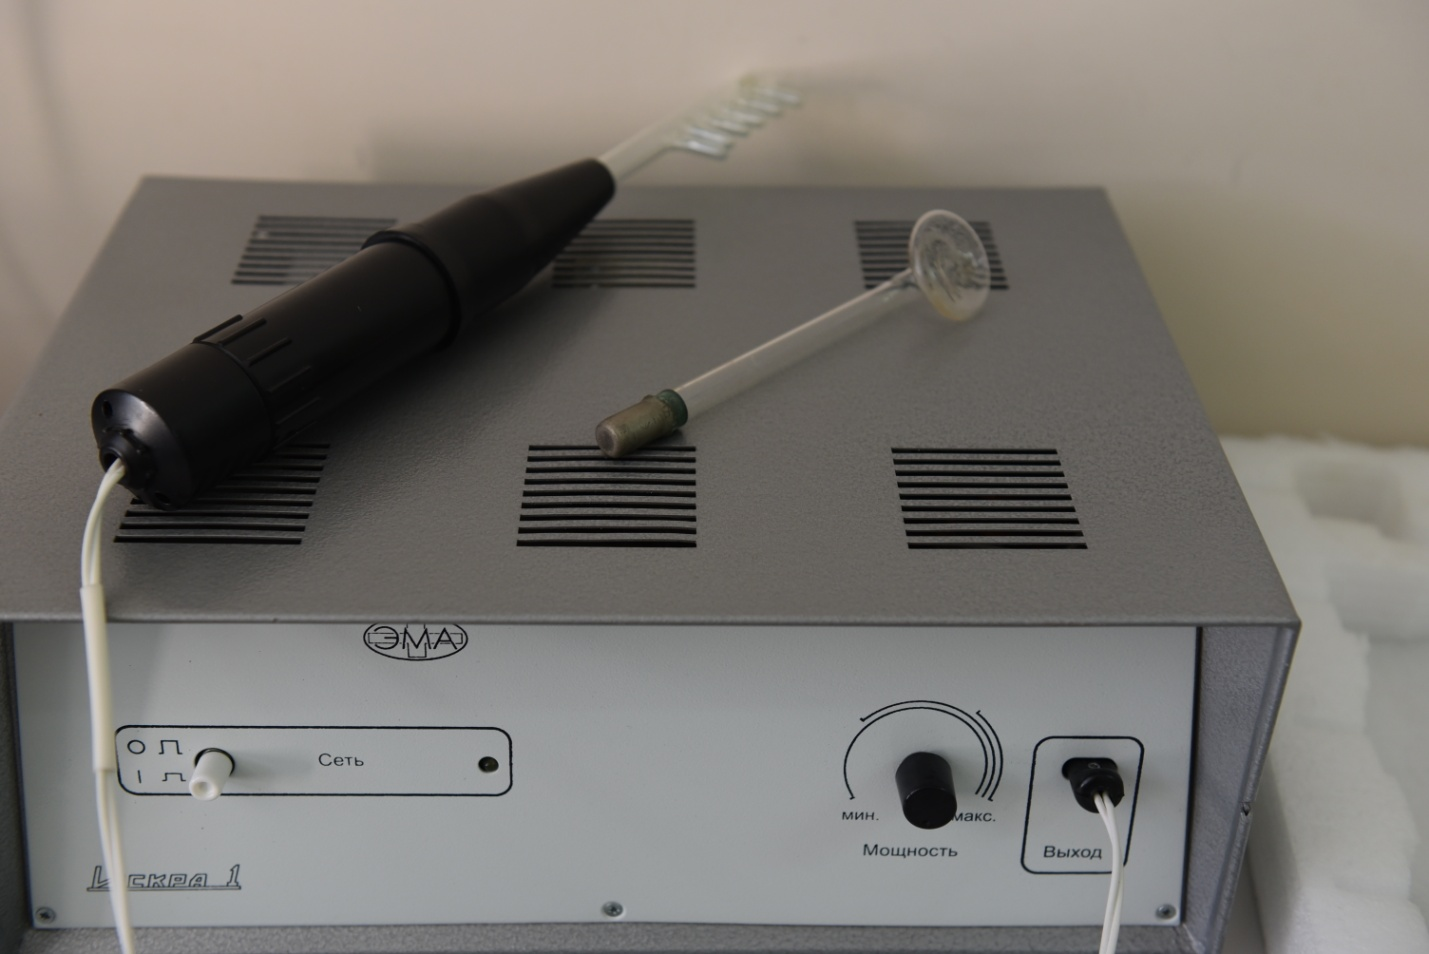 ЭМА
Сеть
мин.
макс.
Мощность
Выход
Искра 1